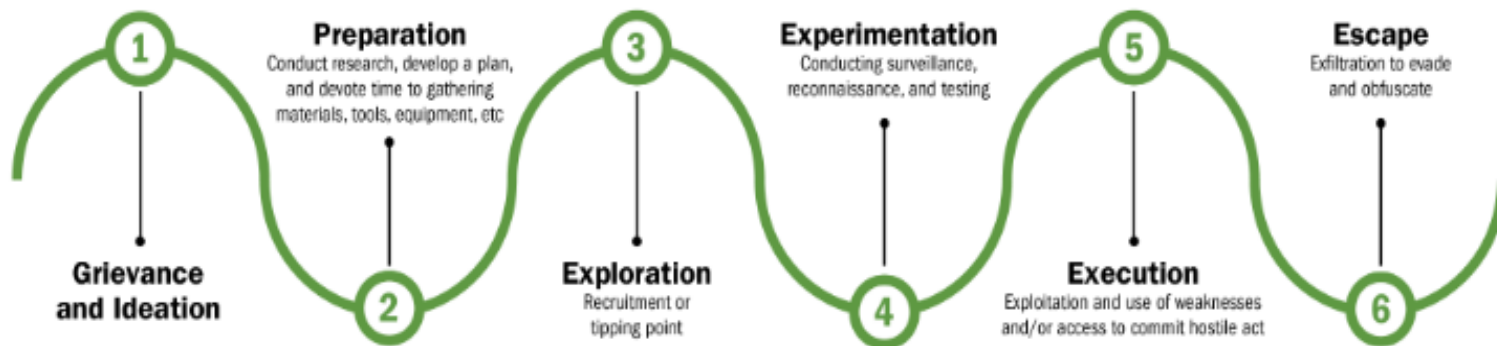 1
Grievance
and Ideation
Preparation
Conduct research, develop a plan,
and devote time to gathering
materials, tools, equipment, etc
2
3
Exploration
Recruitment or
tipping point
Experimentation
Conducting surveillance,
reconnaissance, and testing
4
5
Execution
Exploitation and use of weaknesses
and/or access to commit hostile act
Escape
Exfiltration to evade
and obfuscate
6